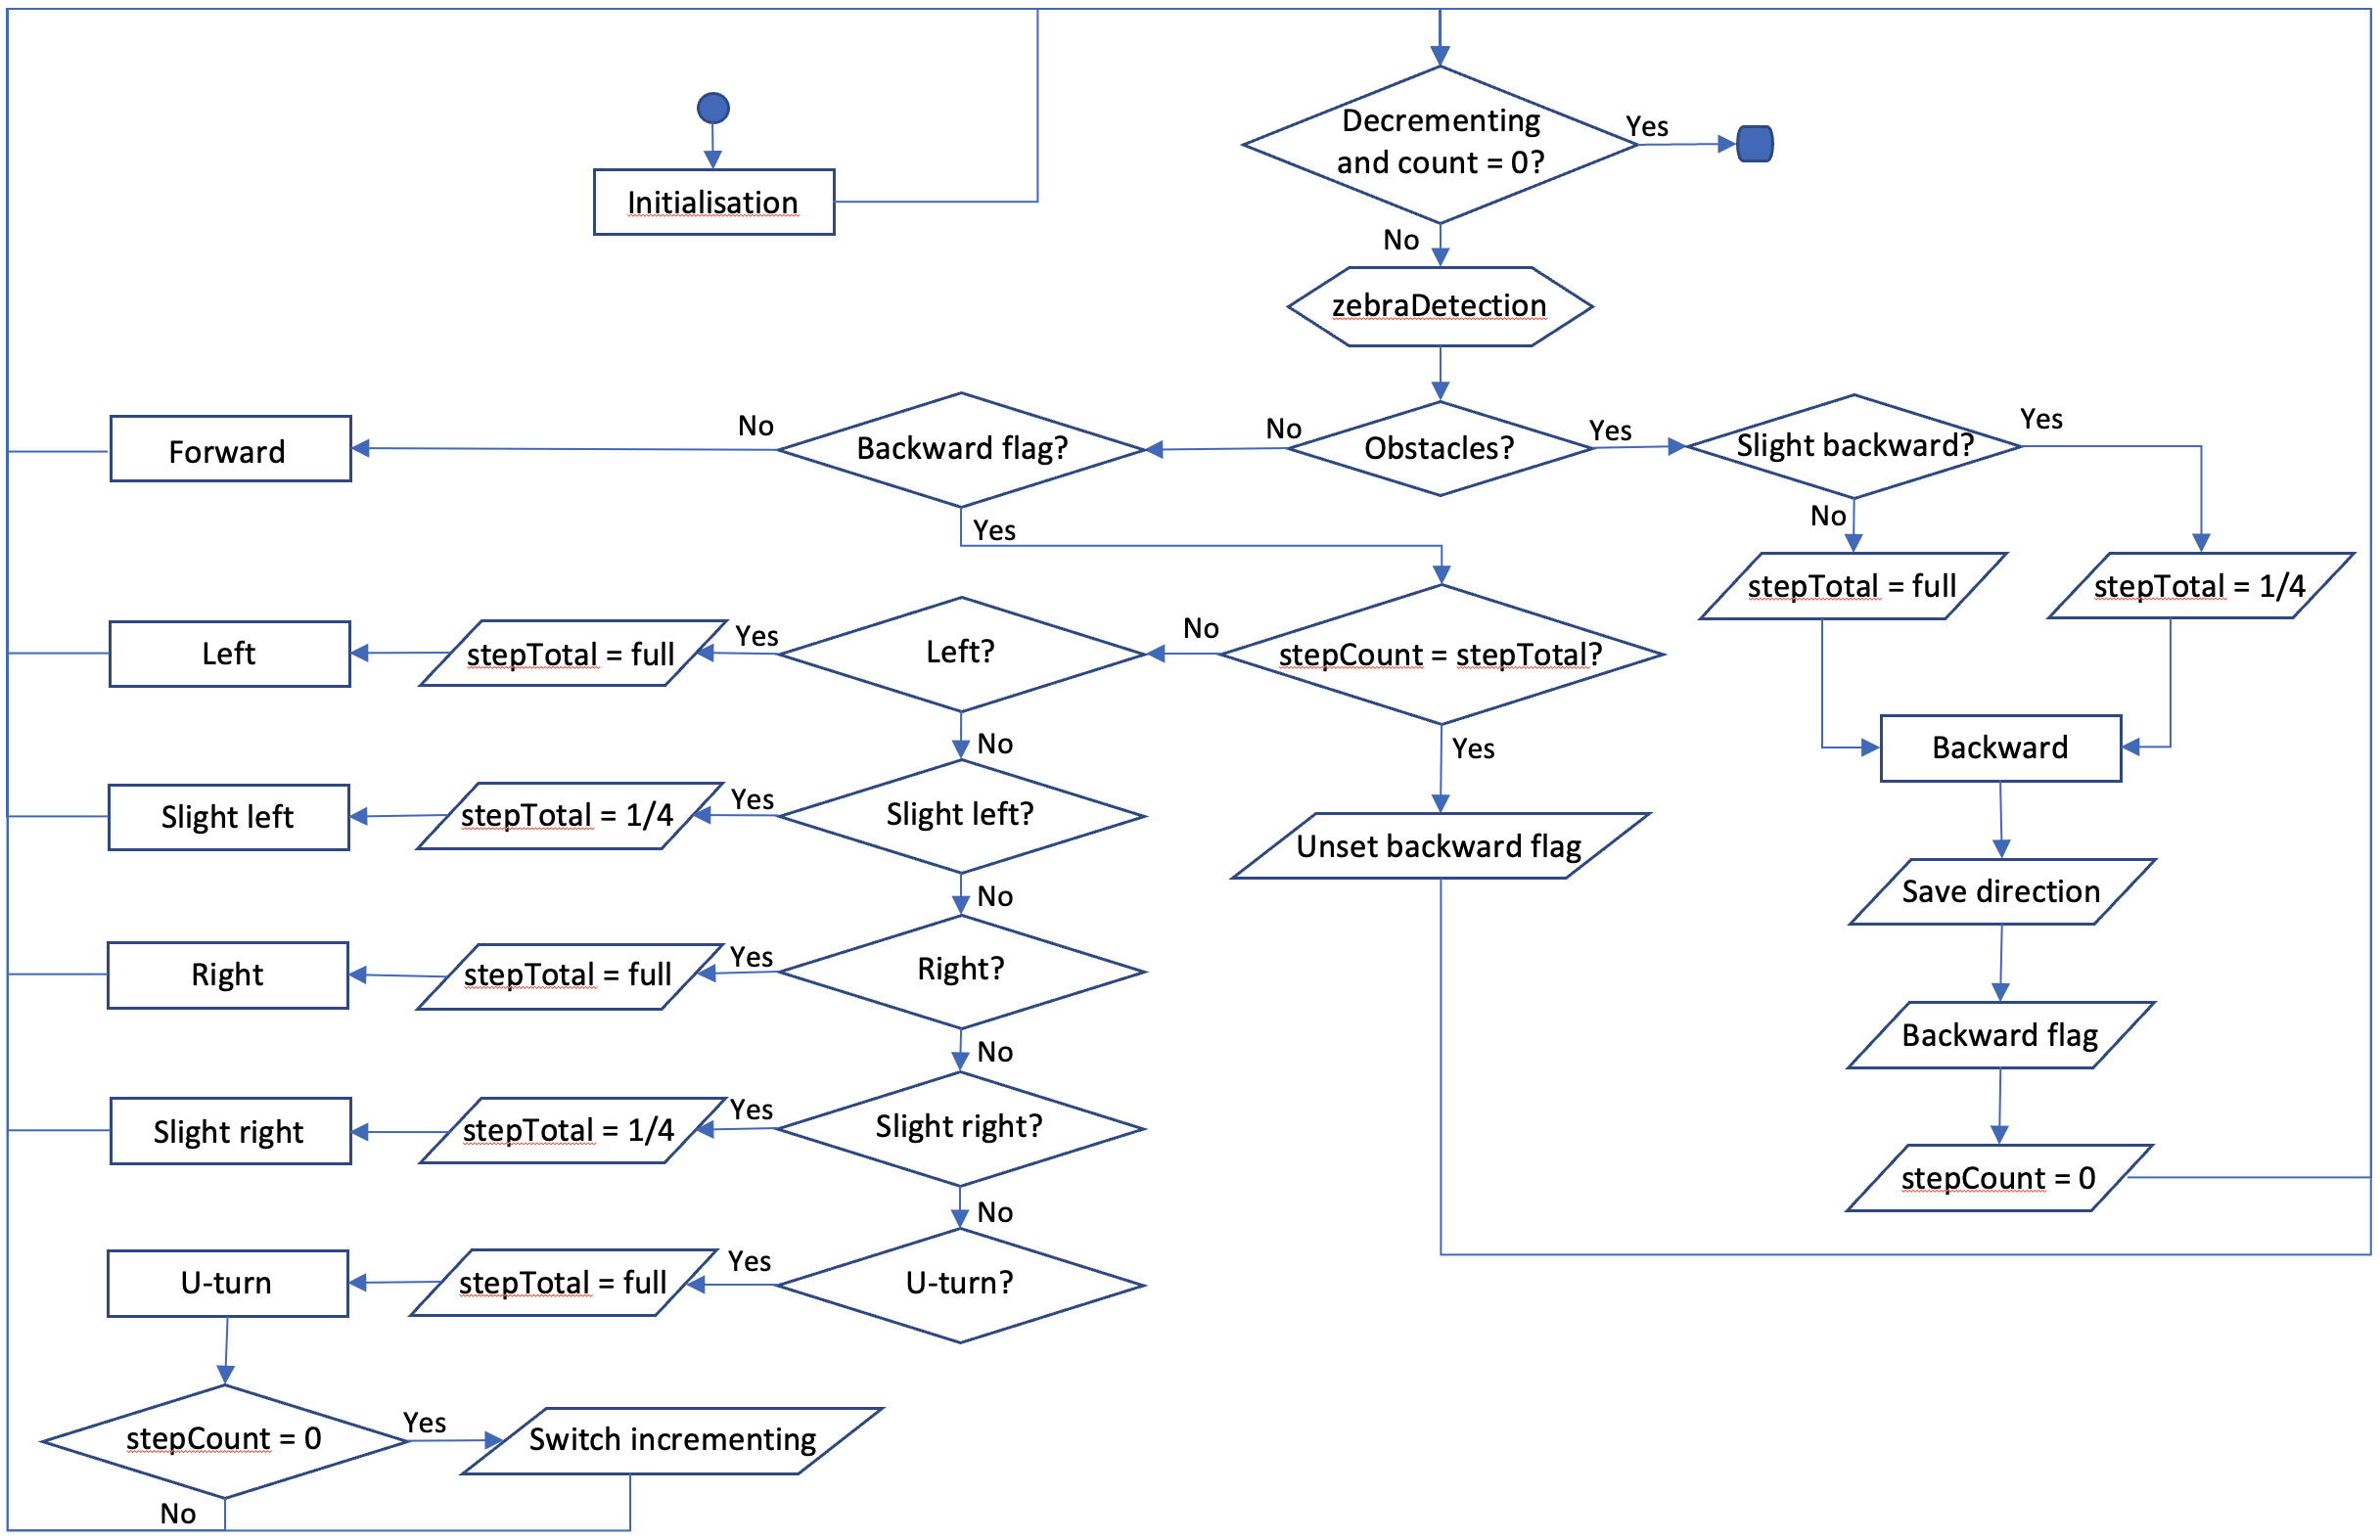 Decrementing
and count = 0?
Yes
Initialisation
No
zebraDetection
Forward
No
Backward flag?
No
Obstacles?
Yes
Slight backward?
Yes
Yes
No
stepTotal = full
stepTotal = 1/4
Left
stepTotal = full
Yes
Left?
No
stepCount = stepTotal?
No
Yes
Backward
Slight left
stepTotal = 1/4
Yes
Slight left?
Unset backward flag
No
Save direction
Right
stepTotal = full
Yes
Right?
No
Backward flag
Slight right
stepTotal = 1/4
Yes
Slight right?
stepCount = 0
No
U-turn
stepTotal = full
Yes
U-turn?
stepCount = 0
Yes
Switch incrementing
No